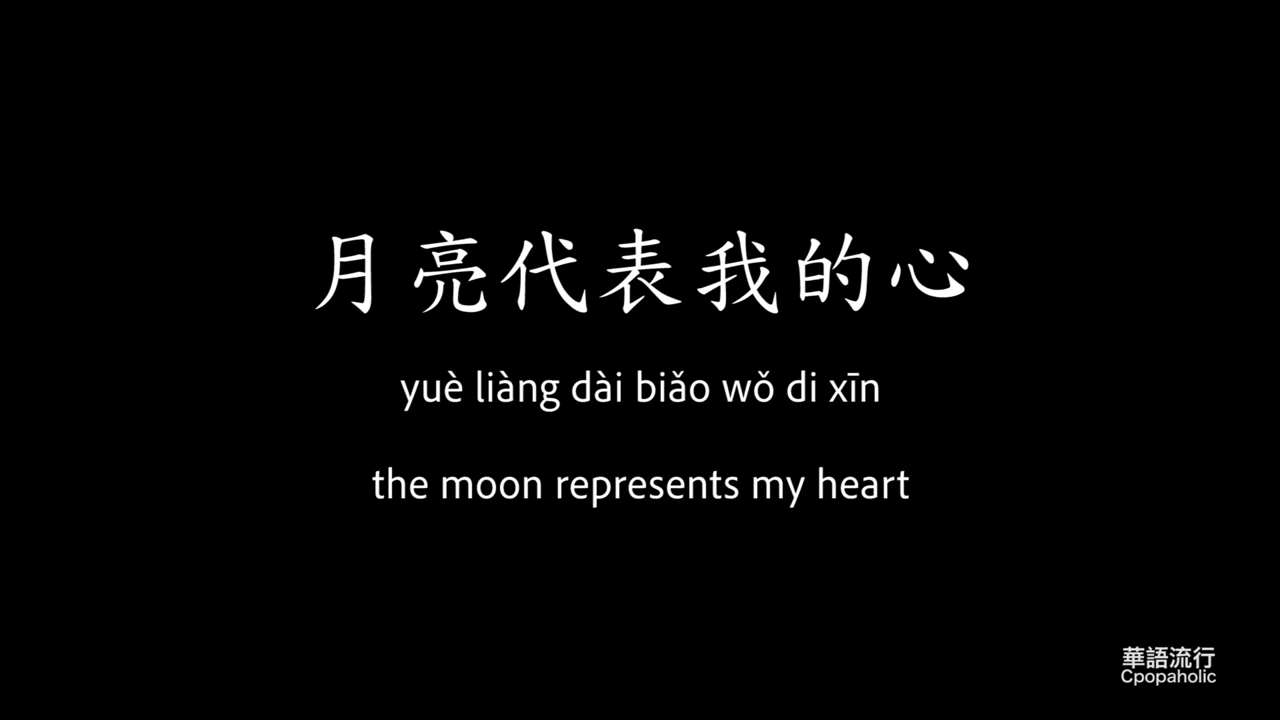 月亮代表我的心
yuè liàng dài biǎo wǒ di xīn
the moon represents my heart
華語流行
Cpopaholic